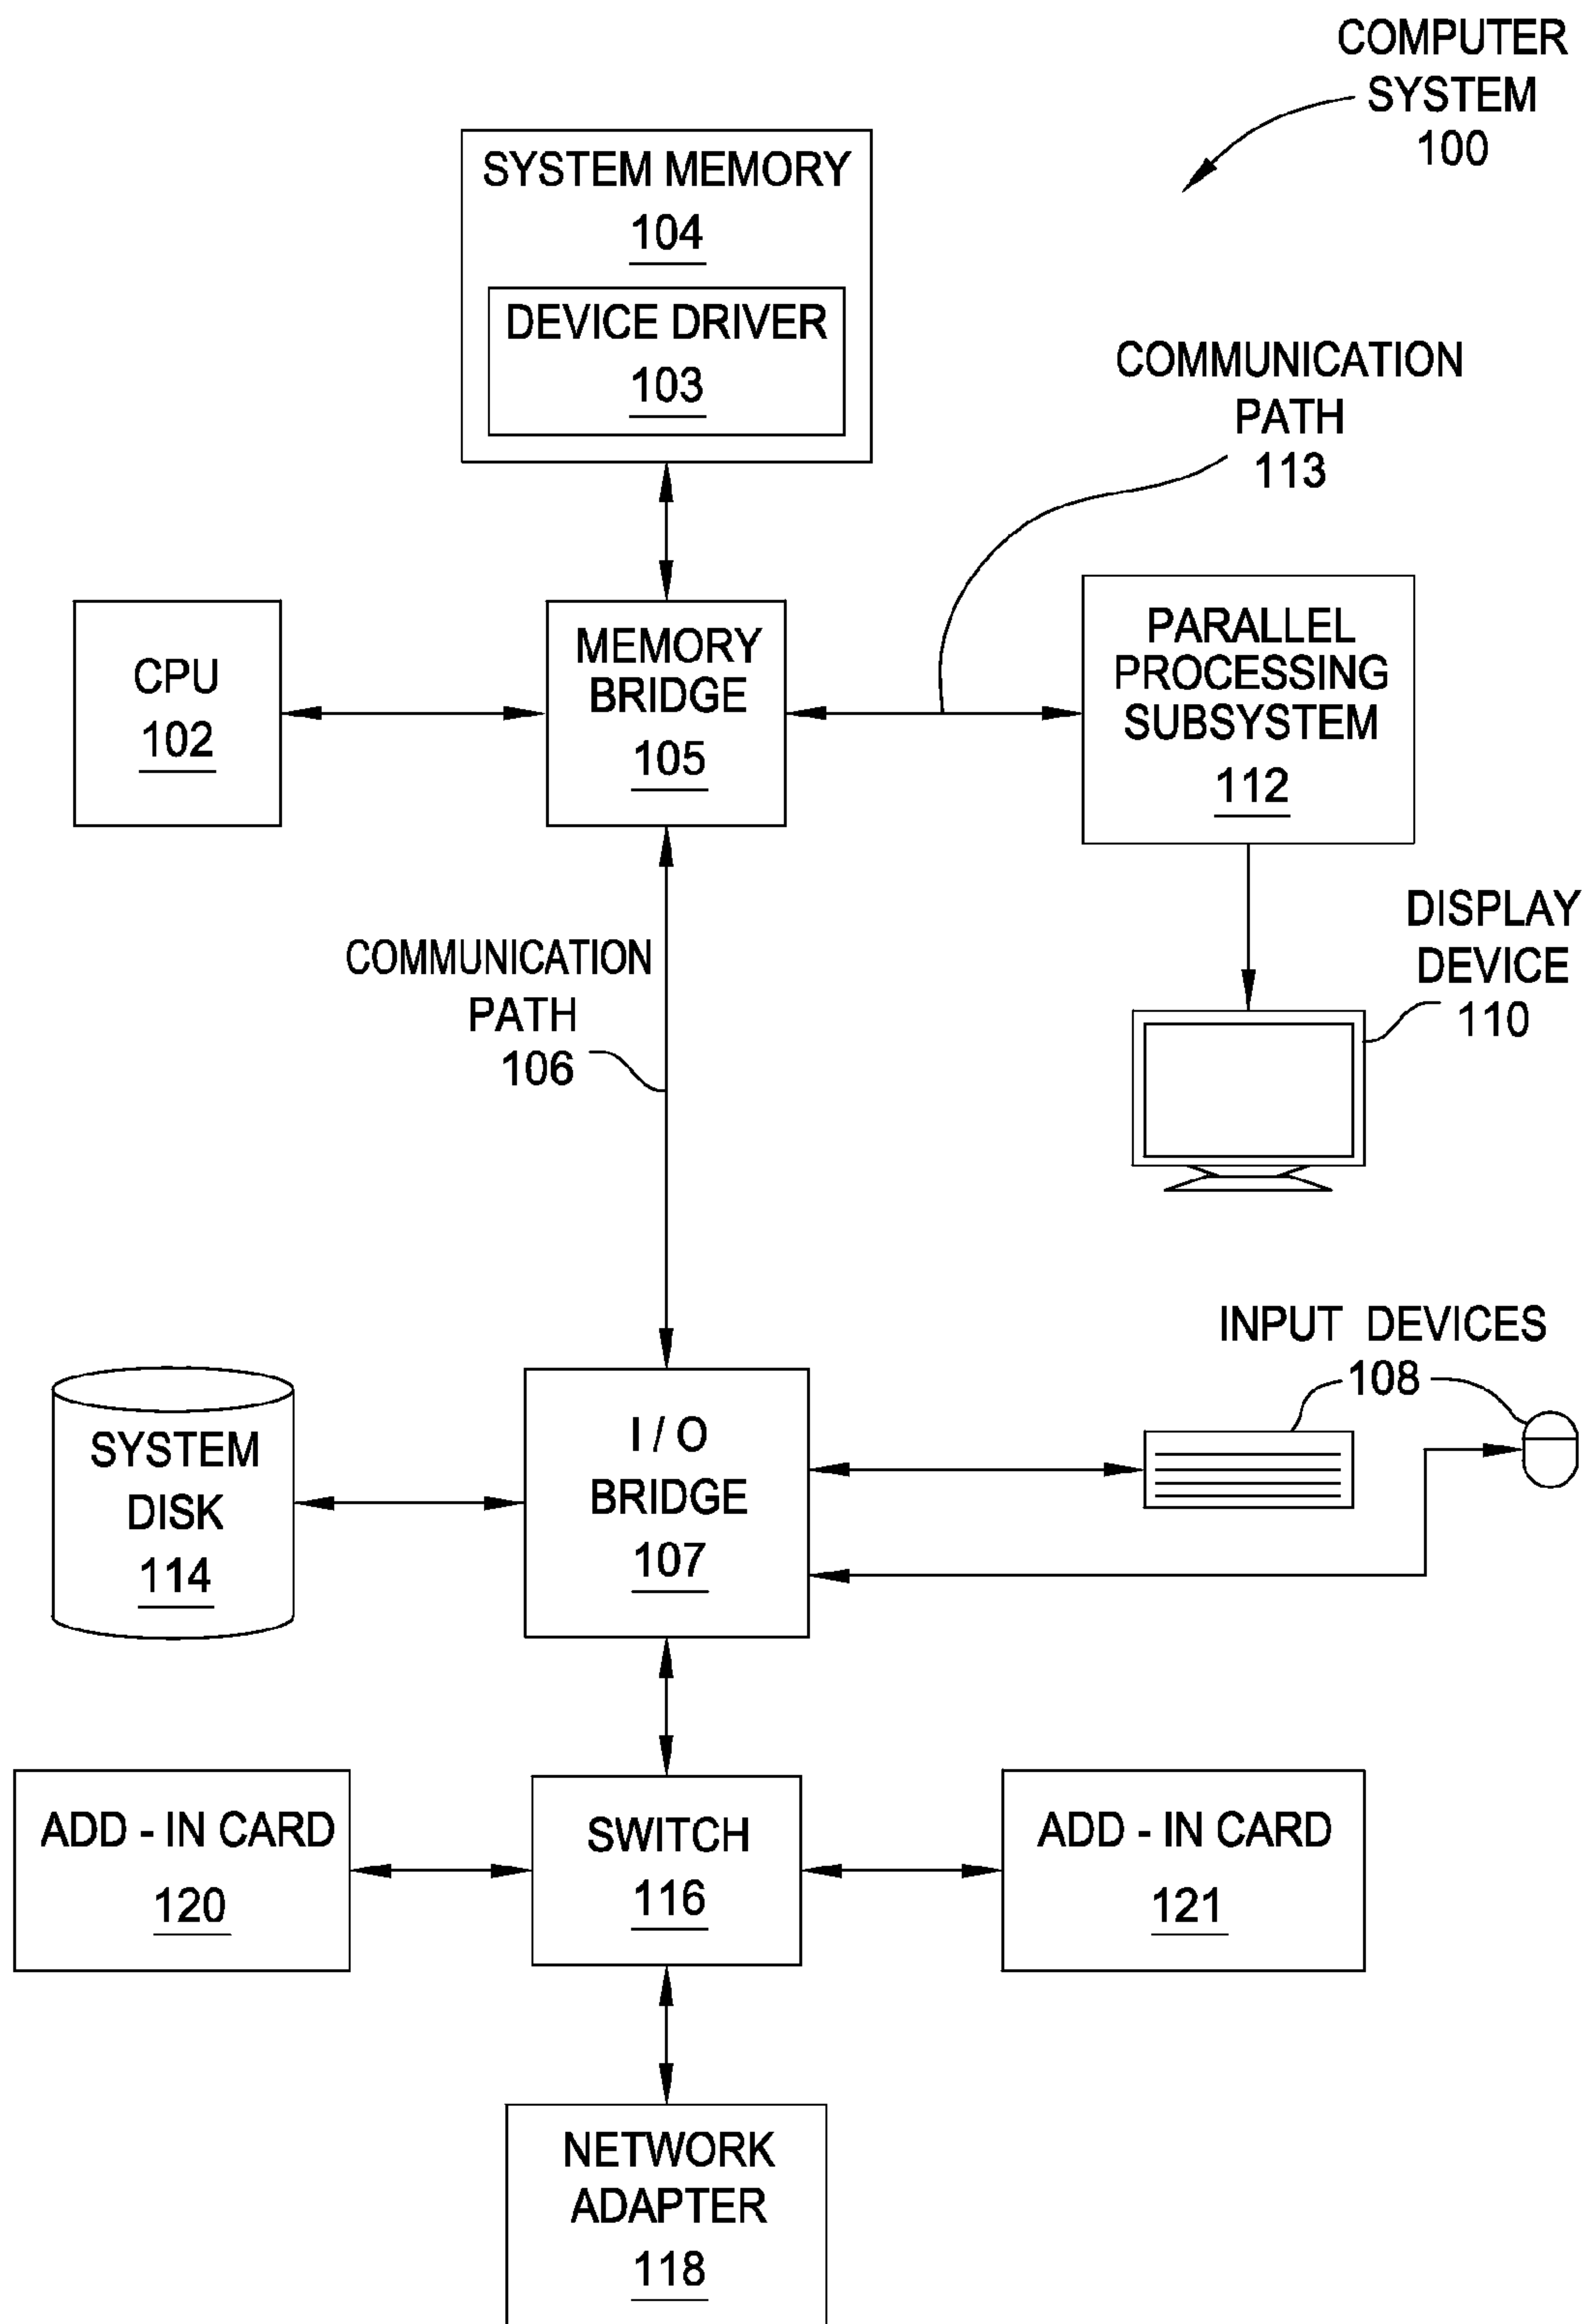 COMPUTER
SYSTEM
100
SYSTEM MEMORY
104
DEVICE DRIVER
103
COMMUNICATION
PATH
113
CPU
102
MEMORY
BRIDGE
105
PARALLEL
PROCESSING
SUBSYSTEM
112
COMMUNICATION
PATH
106
DISPLAY
DEVICE
110
INPUT DEVICES
108
SYSTEM
DISK
114
I / O
BRIDGE
107
ADD - IN CARD
120
SWITCH
116
ADD - IN CARD
121
NETWORK
ADAPTER
118